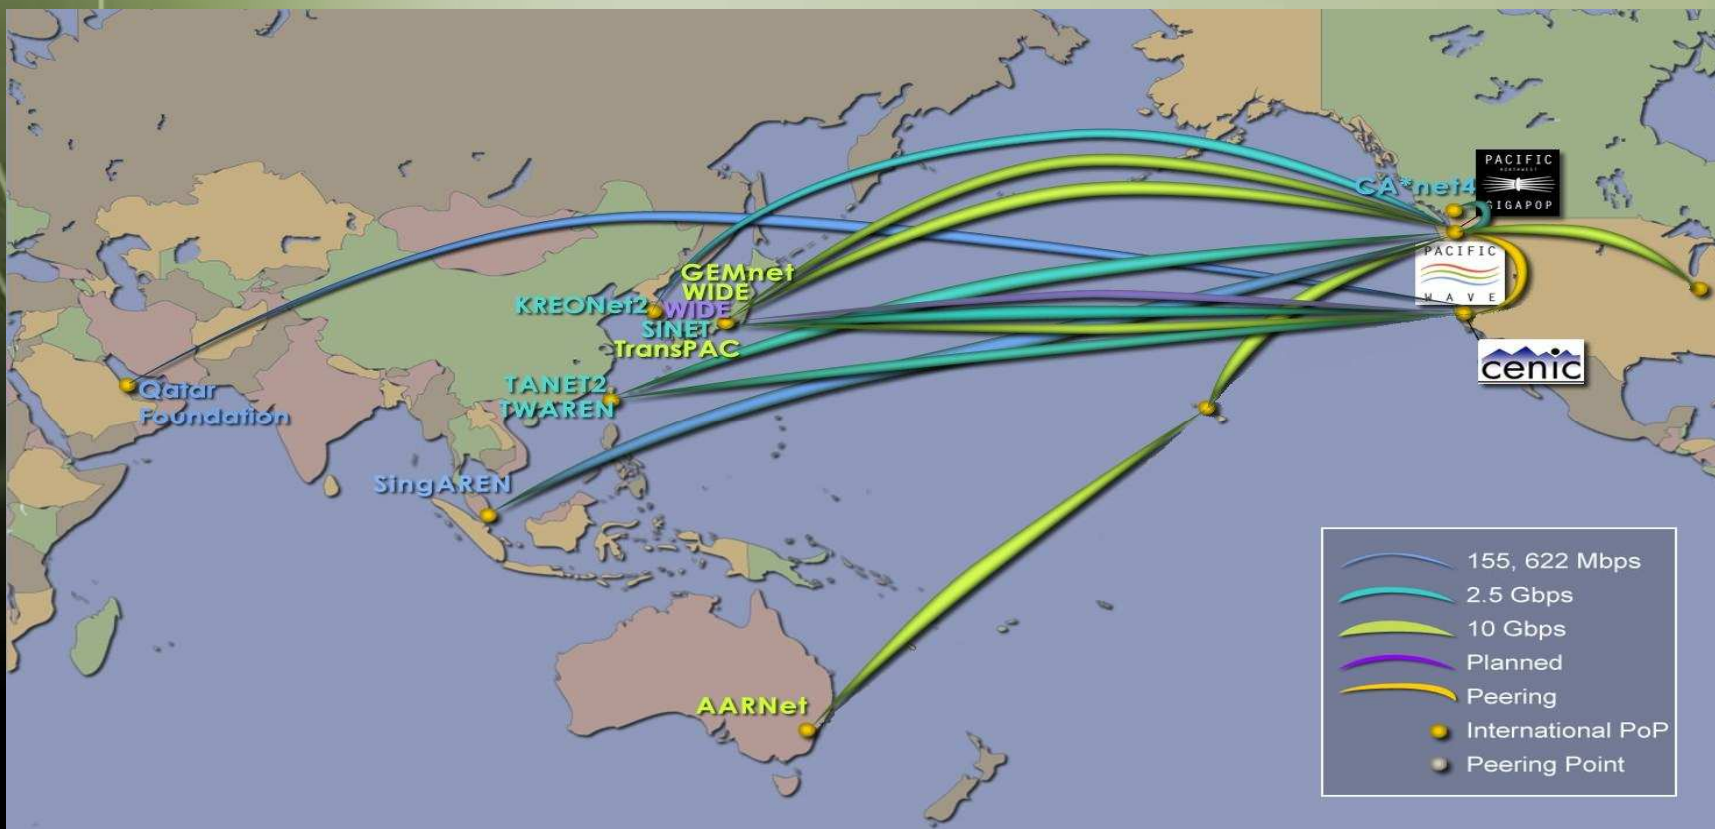 PACIFIC
NORTHWEST
GIGAPOP
CA*net4
PACIFIC
WAVE
cenic
GEMnet
WIDE
KREONet2
WIDE
SINET
TransPAC
TANET2
TWAREN
Qatar
Foundation
SingAREN
AARNet
155, 622 Mbps
2.5 Gbps
10 Gbps
Planned
Peering
International PoP
Peering Point